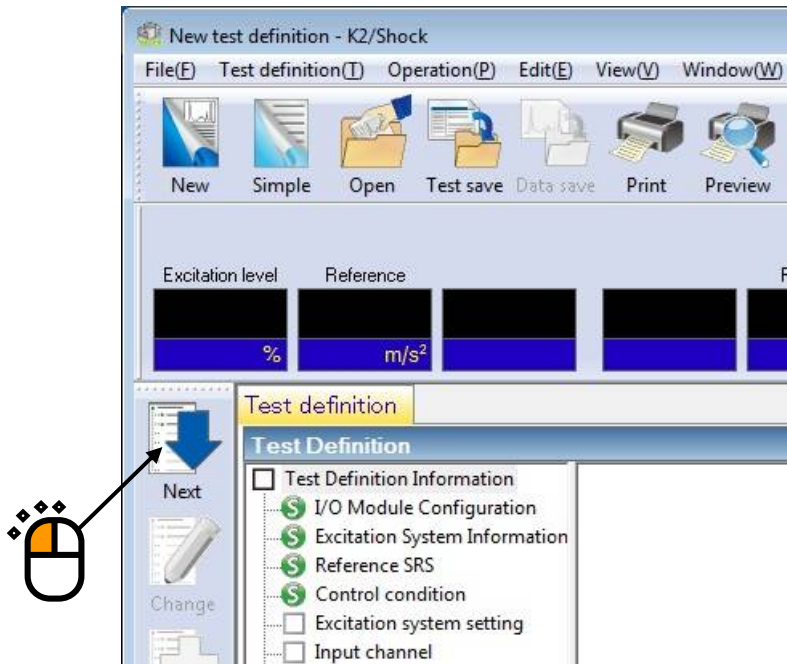 New test definition - K2/Shock
File(F) Test definition(T) Operation(P) Edit(E) View(V) Window(W)
New Simple Open Test save Data save Print Preview
Excitation level Reference
% m/s²
Test definition
Test Definition
Next
Test Definition Information
S I/O Module Configuration
S Excitation System Information
S Reference SRS
S Control condition
Change
Excitation system setting
Input channel